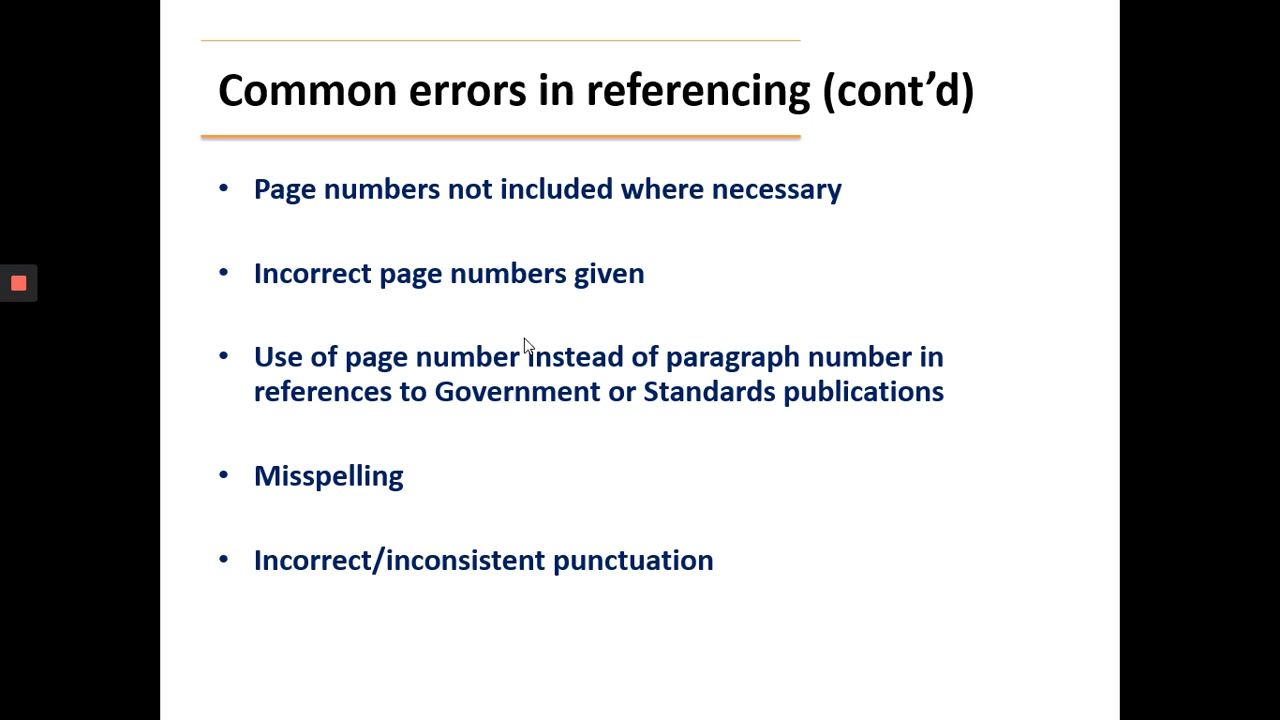 Common errors in referencing (cont’d)
• Page numbers not included where necessary
• Incorrect page numbers given
• Use of page number instead of paragraph number in
references to Government or Standards publications
• Misspelling
• Incorrect/inconsistent punctuation